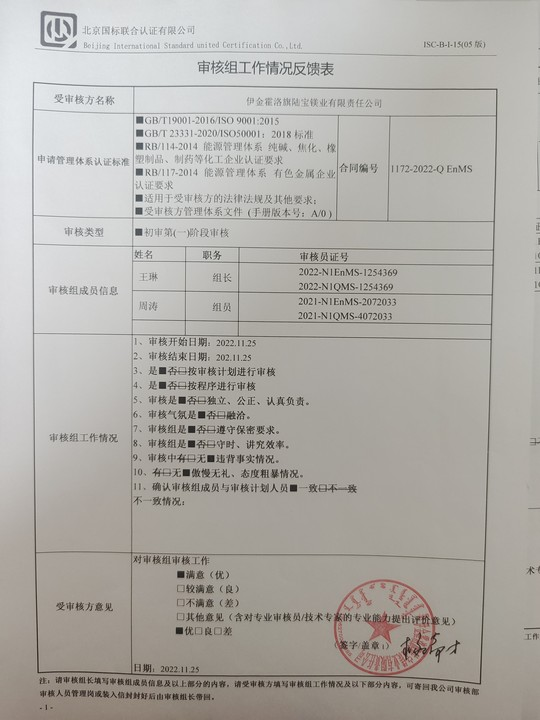 北京国标联合认证有限公司
Beijing International Standard united Certification Co.,Ltd.
ISC-B-I-15(05 版)
审核组工作情况反馈表
受审核方名称
伊金霍洛旗陆宝镁业有限责任公司
申请管理体系认证标准
■GB/T19001-2016/ISO 9001:2015
■GB/T 23331-2020/ISO50001：2018 标准
■RB/114-2014 能源管理体系 纯碱、焦化、橡
塑制品、制药等化工企业认证要求
■RB/117-2014 能源管理体系 有色金属企业
认证要求
■适用于受审核方的法律法规及其他要求；
■受审核方管理体系文件 (手册版本号：A/0 )
合同编号
1172-2022-Q EnMS
审核类型
■初审第(一)阶段审核
审核组成员信息
姓名 职务 审核员证号
王琳 组长
2022-N1EnMS-1254369
2022-N1QMS-1254369
周涛 组员
2021-N1EnMS-2072033
2021-N1QMS-4072033
审核组工作情况
1、审核开始日期：2022.11.25
2、审核结束日期：202.11.25
3、是■否□按审核计划进行审核
4、是■否□按程序进行审核
5、审核是■否□独立、公正、认真负责。
6、审核气氛是■否□融洽。
7、审核组是■否□遵守保密要求。
8、审核组是■否□守时、讲究效率。
9、审核中有□无■违背事实情况。
10、有□无■傲慢无礼、态度粗暴情况。
11、确认审核组成员与审核计划人员■一致□不一致
不一致情况：
受审核方意见
对审核组审核工作
■满意（优）
□较满意（良）
□不满意（差）
□其他意见（含对专业审核员/技术专家的专业能力提出评价意见）
■优□良□差
（签字/盖章：）
日期：2022.11.25
注：请审核组长填写审核组成员信息及以上部分的内容，请受审核方填写审核组工作情况及以下部分内容，可寄回我公司审核部
审核人员管理岗或装入信封封好后由审核组长带回。
- 1 -